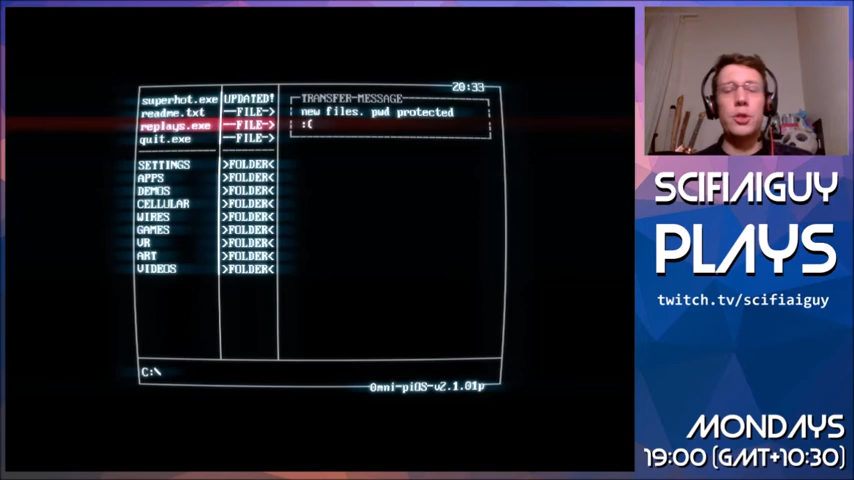 20:33
superhot.exe UPDATED!
readme.txt --FILE->
replays.exe --FILE->
quit.exe --FILE->
TRANSFER-MESSAGE
new files. pwd protected
:(
SETTINGS >FOLDER<
APPS >FOLDER<
DEMOS >FOLDER<
CELLULAR >FOLDER<
WIRES >FOLDER<
GAMES >FOLDER<
VR >FOLDER<
ART >FOLDER<
VIDEOS >FOLDER<
C:\
Omni-piOS-v2.1.01p
SCIFIAIGUY
PLAYS
twitch.tv/scifiaiguy
MONDAYS
19:00 (GMT+10:30)